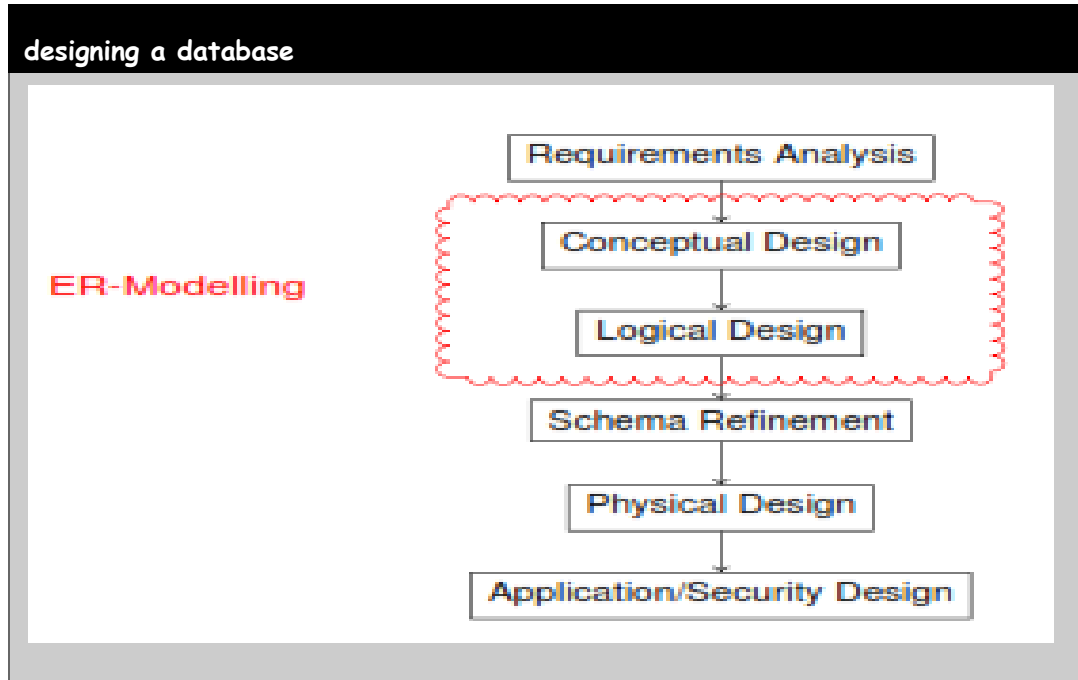 designing a database
Requirements Analysis
Conceptual Design
ER-Modelling
Logical Design
Schema Refinement
Physical Design
Application/Security Design